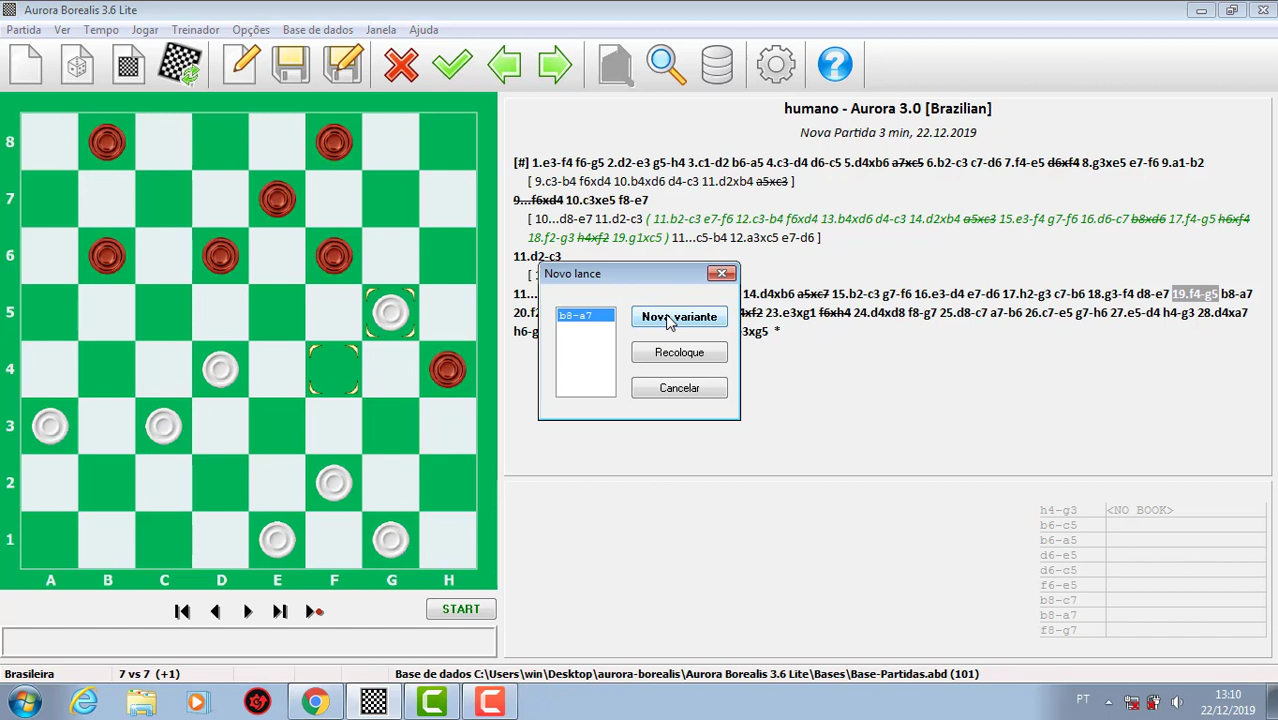 Aurora Borealis 3.6 Lite
Partida Ver Tempo Jogar Treinador Opções Base de dados Janela Ajuda
humano - Aurora 3.0 [Brazilian]
Nova Partida 3 min, 22.12.2019
[#] 1.e3-f4 f6-g5 2.d2-e3 g5-h4 3.c1-d2 b6-a5 4.c3-d4 d6-c5 5.d4xb6 a7xc5 6.b2-c3 c7-d6 7.f4-e5 d6xf4 8.g3xe5 e7-f6 9.a1-b2
[ 9.c3-b4 f6xd4 10.b4xd6 d4-c3 11.d2xb4 a5xc3 ]
9...f6xd4 10.c3xe5 f8-e7
[ 10...d8-e7 11.d2-c3 ( 11.b2-c3 e7-f6 12.c3-b4 f6xd4 13.b4xd6 d4-c3 14.d2xb4 a5xc3 15.e3-f4 g7-f6 16.d6-c7 b8xd6 17.f4-g5 h6xf4
18.f2-g3 h4xf2 19.g1xc5 ) 11...c5-b4 12.a3xc5 e7-d6 ]
11.d2-c3
[
11... 14.d4xb6 a5xc7 15.b2-c3 g7-f6 16.e3-d4 e7-d6 17.h2-g3 c7-b6 18.g3-f4 d8-e7 19.f4-g5 b8-a7
20.f2 4xf2 23.e3xg1 f6xh4 24.d4xd8 f8-g7 25.d8-c7 a7-b6 26.c7-e5 g7-h6 27.e5-d4 h4-g3 28.d4xa7
h6-g 3xg5 *
Novo lance
b8-a7
Nova variante
Recoloque
Cancelar
8
7
6
5
4
3
2
1
A B C D E F G H
START
h4-g3 <NO BOOK>
b6-c5
b6-a5
d6-e5
d6-c5
f6-e5
b8-c7
b8-a7
f8-g7
Brasileira 7 vs 7 (+1) Base de dados C:\Users\win\Desktop\aurora-borealis\Aurora Borealis 3.6 Lite\Bases\Base-Partidas.abd (101)
PT 13:10
22/12/2019